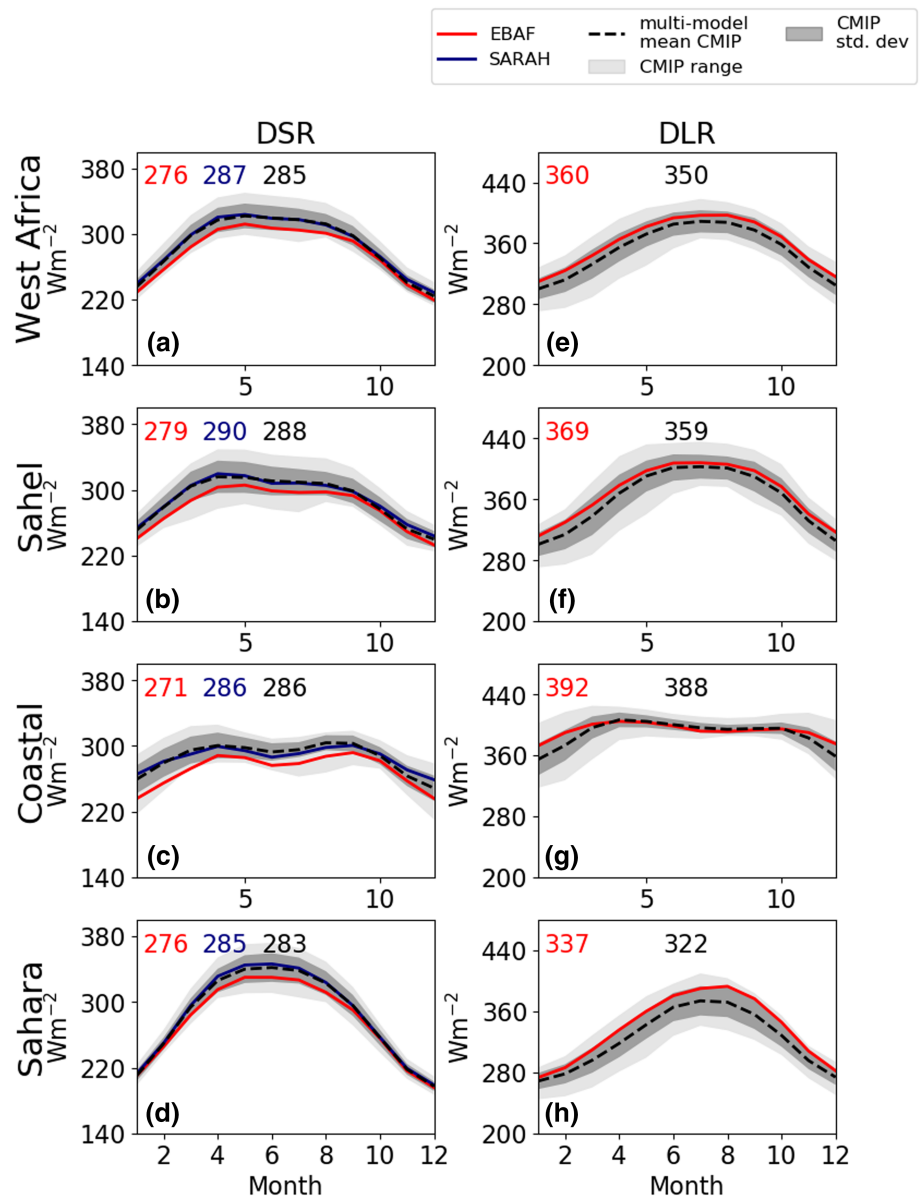 EBAF
SARAH
multi-model
mean CMIP
CMIP range
CMIP
std. dev
DSR
DLR
West Africa
Wm−2
380
300
220
140
276 287 285
(a)
5 10
Wm−2
440
360
280
200
360 350
(e)
5 10
Sahel
Wm−2
380
300
220
140
279 290 288
(b)
5 10
Wm−2
440
360
280
200
369 359
(f)
5 10
Coastal
Wm−2
380
300
220
140
271 286 286
(c)
5 10
Wm−2
440
360
280
200
392 388
(g)
5 10
Sahara
Wm−2
380
300
220
140
276 285 283
(d)
2 4 6 8 10 12
Month
Wm−2
440
360
280
200
337 322
(h)
2 4 6 8 10 12
Month